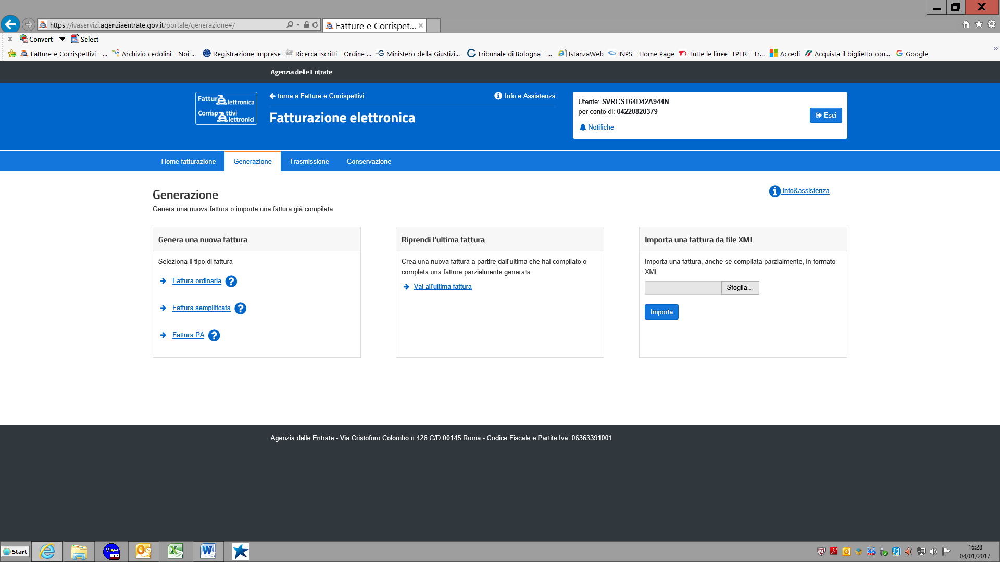 https://ivaservizi.agenziaentrate.gov.it/portale/generazione#/
Fatture e Corrispet...
Convert
Select
Fatture e Corrispettivi - ...
Archivio cedolini - Noi ...
Registrazione Imprese
Ricerca Iscritti - Ordine ...
Ministero della Giustizi...
Tribunale di Bologna - ...
IstanzaWeb
INPS - Home Page
Tutte le linee TPER - Tr...
Accedi
Acquista il biglietto con...
Google
Agenzia delle Entrate
Fattur@ Elettronica
Corrispettivi Elettronici
torna a Fatture e Corrispettivi
Info e Assistenza
Fatturazione elettronica
Utente: SVRCST64D42A944N
per conto di: 04220820379
Notifiche
Esci
Home fatturazione
Generazione
Trasmissione
Conservazione
Generazione
Genera una nuova fattura o importa una fattura già compilata
Info&assistenza
Genera una nuova fattura
Seleziona il tipo di fattura
Fattura ordinaria
Fattura semplificata
Fattura PA
Riprendi l'ultima fattura
Crea una nuova fattura a partire dall'ultima che hai compilato o
completa una fattura parzialmente generata
Vai all'ultima fattura
Importa una fattura da file XML
Importa una fattura, anche se compilata parzialmente, in formato
XML
Sfoglia...
Importa
Agenzia delle Entrate - Via Cristoforo Colombo n.426 C/D 00145 Roma - Codice Fiscale e Partita Iva: 06363391001
Start
View
N1
16:28
04/01/2017